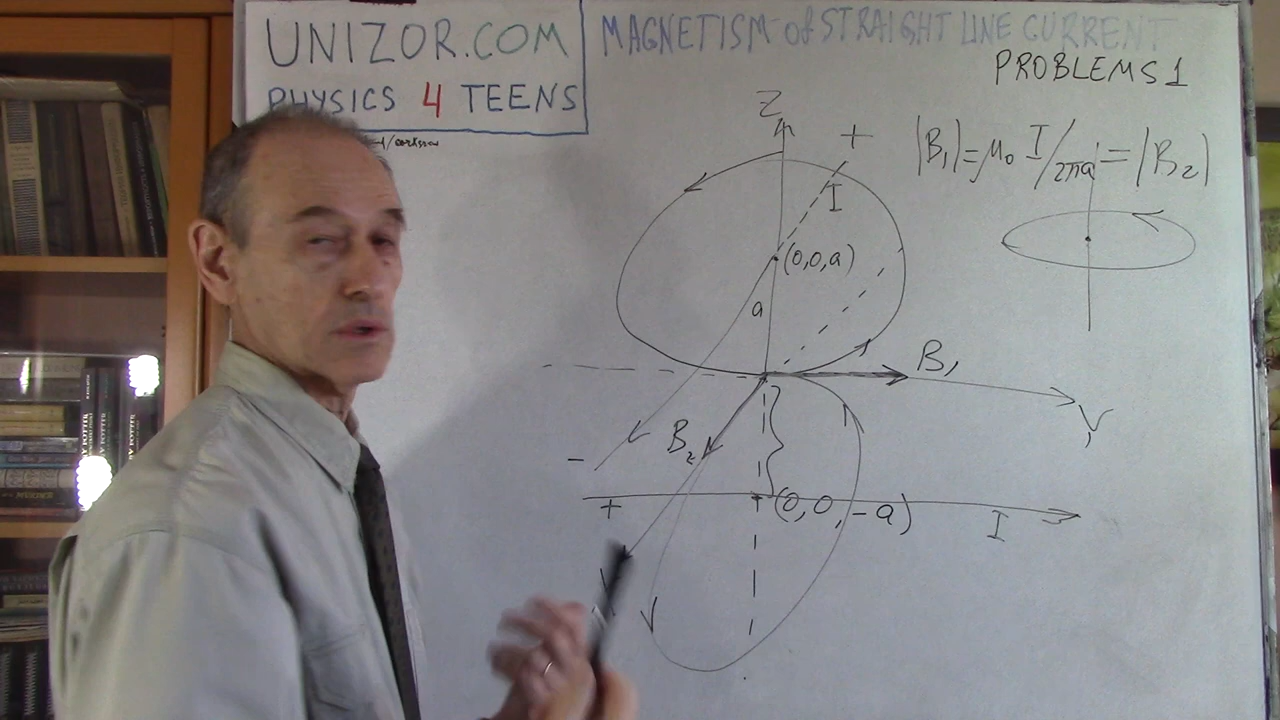 UNIZOR.COM
PHYSICS 4 TEENS
MAGNETISM of STRAIGHT LINE CURRENT
PROBLEMS 1
|B₁|=μ₀ I/2πa = |B₂|
Z
+
I
(0,0,a)
a
B₁
Y
B₂
-
+
(0,0,-a)
I